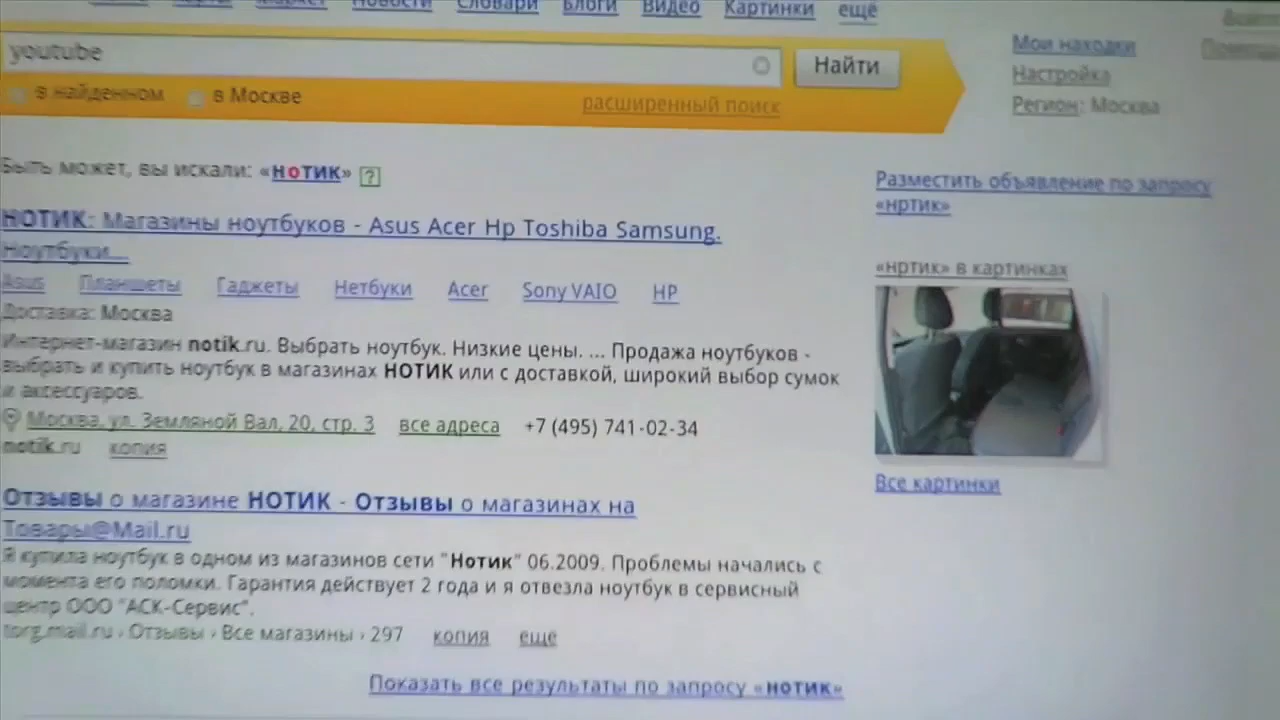 Маркет Новости Словари Блоги Видео Картинки ещё
youtube
Найти
в найденном в Москве расширенный поиск
Мои находки
Настройка
Регион: Москва
Быть может, вы искали: «нотик» ?
НОТИК: Магазины ноутбуков - Asus Acer Hp Toshiba Samsung.
Ноутбуки...
Asus Планшеты Гаджеты Нетбуки Acer Sony VAIO HP
Доставка: Москва
Интернет-магазин notik.ru. Выбрать ноутбук. Низкие цены. ... Продажа ноутбуков -
выбрать и купить ноутбук в магазинах НОТИК или с доставкой, широкий выбор сумок
и аксессуаров.
Москва, ул. Земляной Вал, 20, стр. 3 все адреса +7 (495) 741-02-34
notik.ru копия
Отзывы о магазине НОТИК - Отзывы о магазинах на
Товары@Mail.ru
Я купила ноутбук в одном из магазинов сети "Нотик" 06.2009. Проблемы начались с
момента его поломки. Гарантия действует 2 года и я отвезла ноутбук в сервисный
центр ООО "АСК-Сервис".
torg.mail.ru › Отзывы › Все магазины › 297 копия ещё
Показать все результаты по запросу «нотик»
Разместить объявление по запросу
«нртик»
«нртик» в картинках
Все картинки